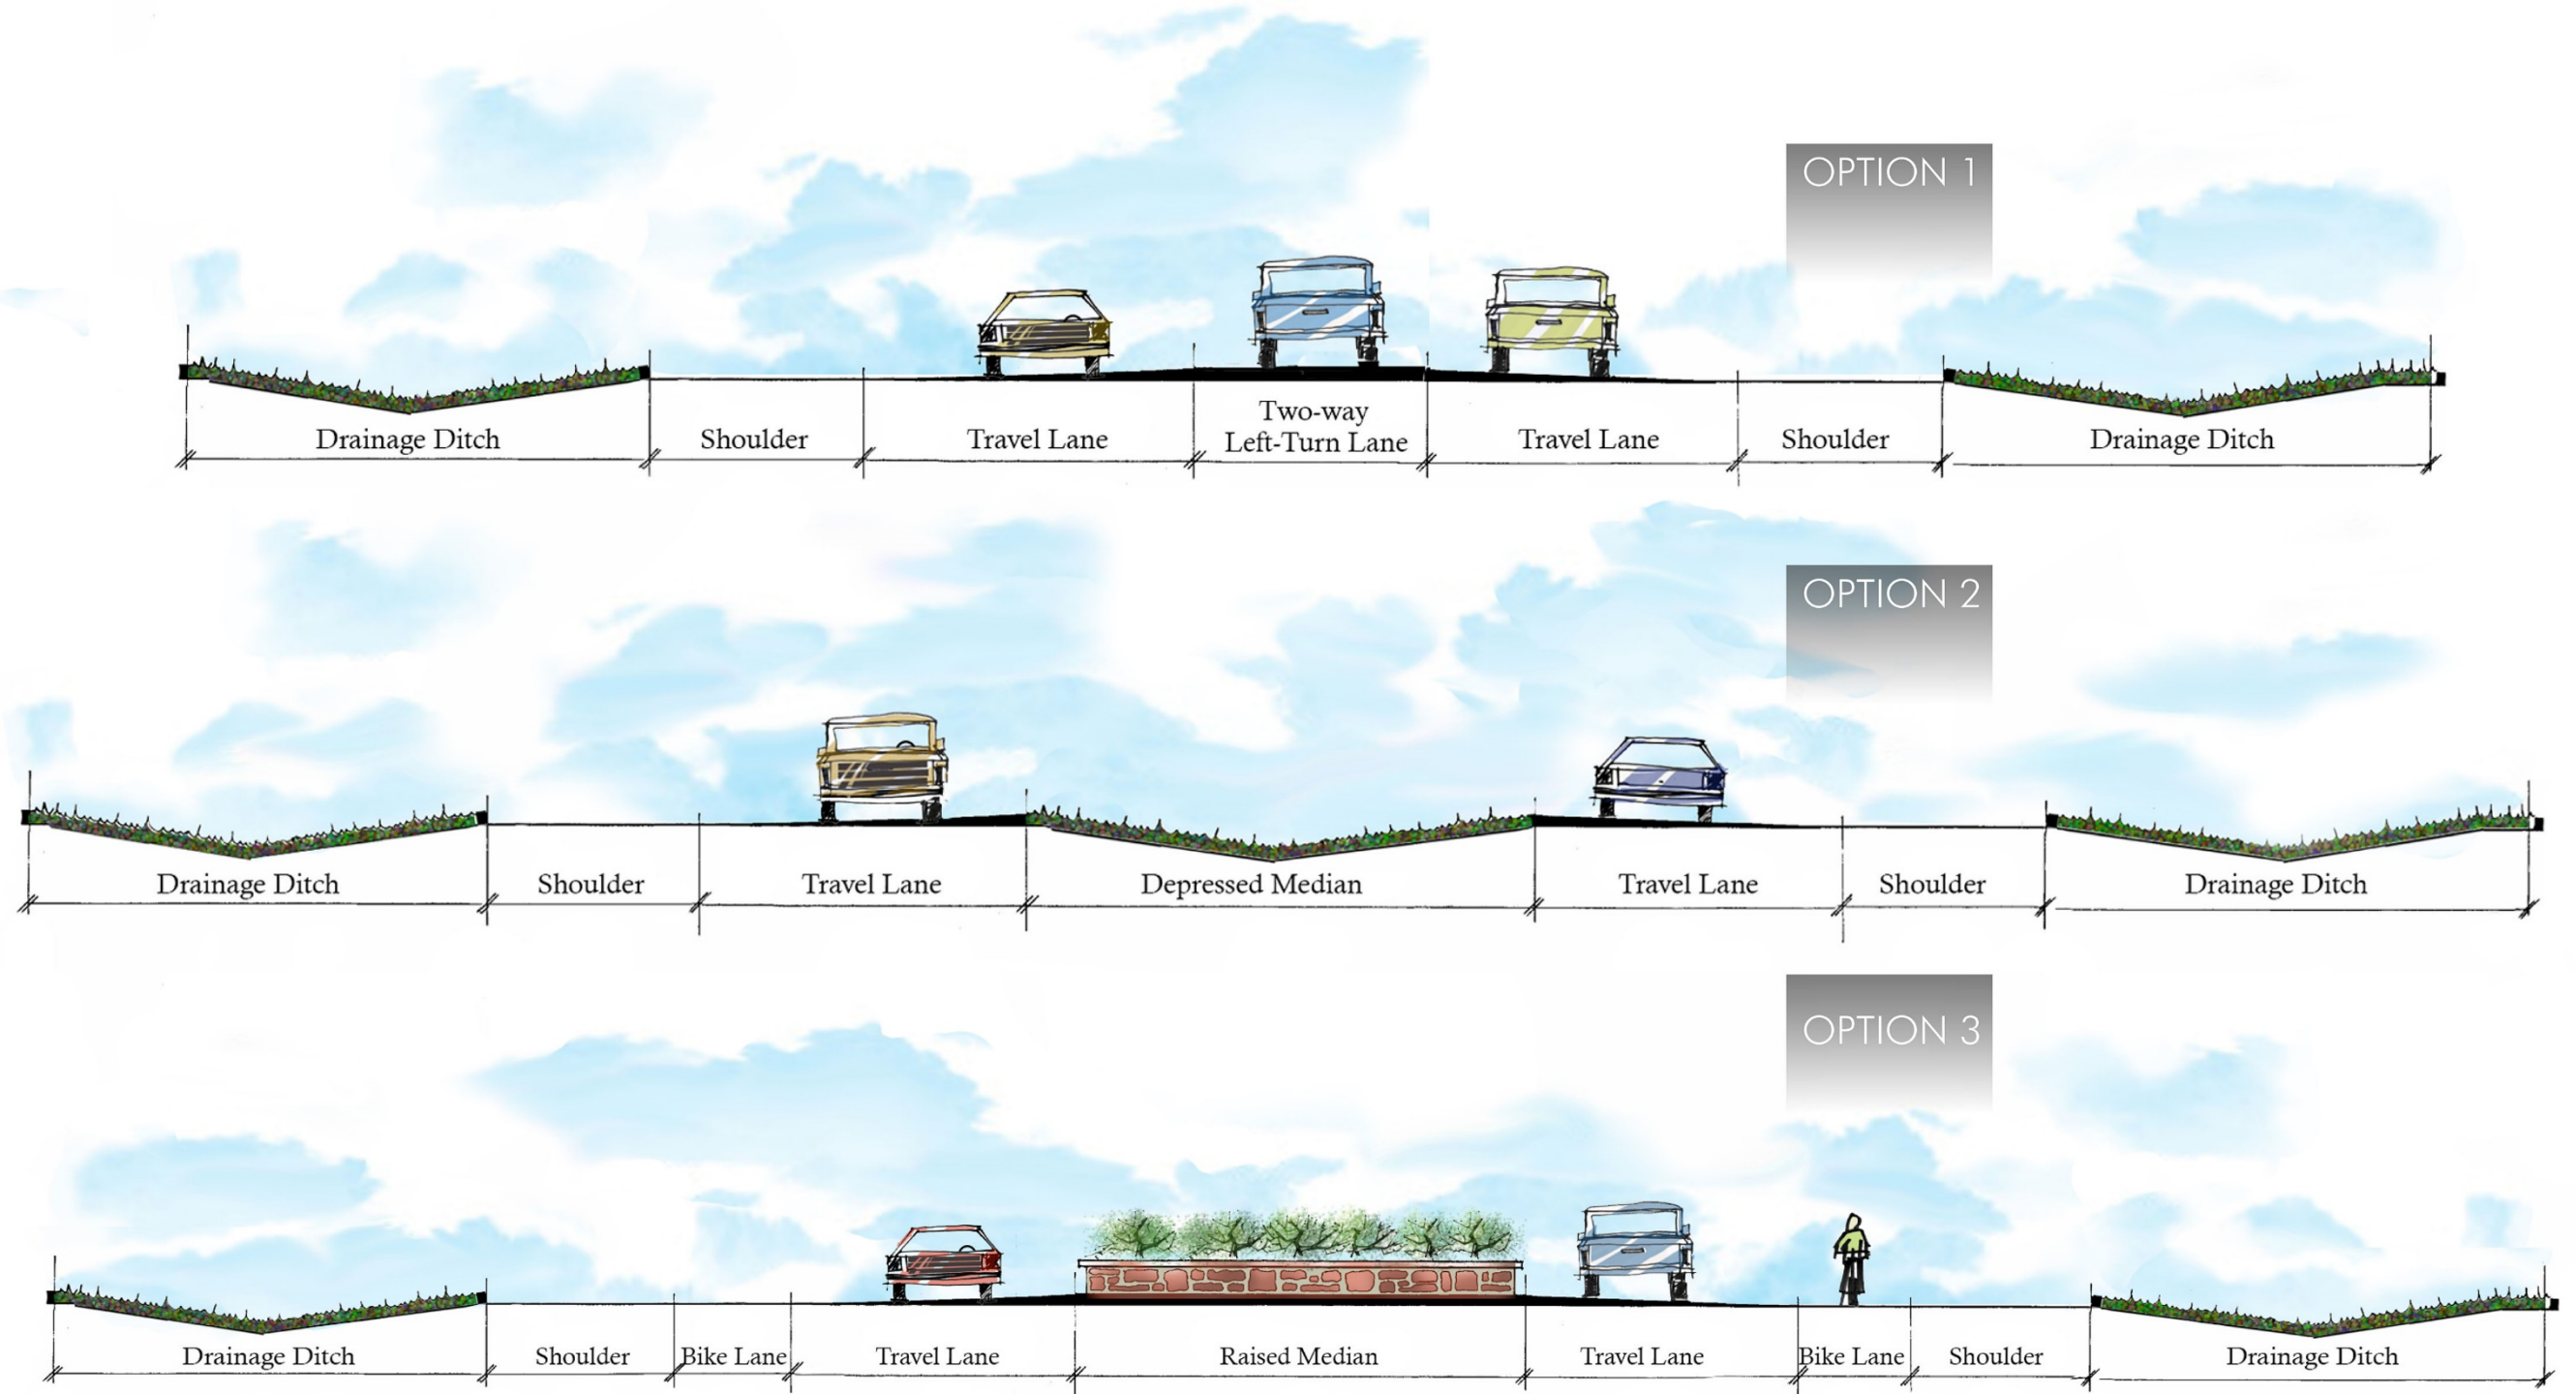 OPTION 1
Drainage Ditch
Shoulder
Travel Lane
Two-way
Left-Turn Lane
Travel Lane
Shoulder
Drainage Ditch
OPTION 2
Drainage Ditch
Shoulder
Travel Lane
Depressed Median
Travel Lane
Shoulder
Drainage Ditch
OPTION 3
Drainage Ditch
Shoulder
Bike Lane
Travel Lane
Raised Median
Travel Lane
Bike Lane
Shoulder
Drainage Ditch